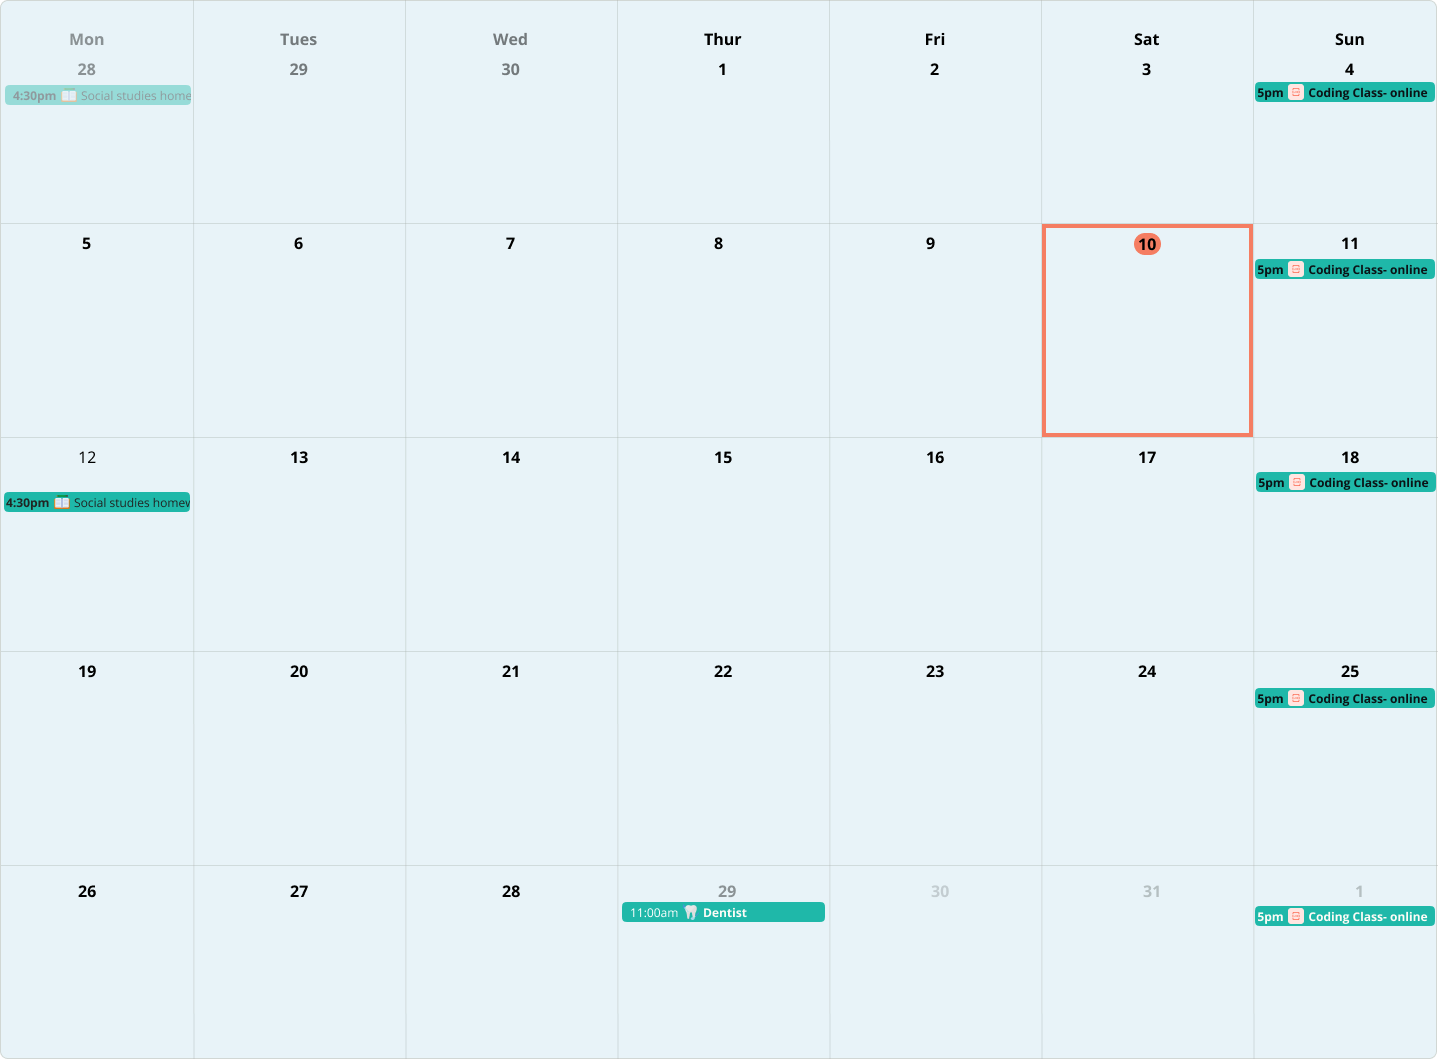 Mon Tues Wed Thur Fri Sat Sun
28 29 30 1 2 3 4
4:30pm Social studies home
5pm Coding Class- online
5 6 7 8 9 10 11
5pm Coding Class- online
12 13 14 15 16 17 18
4:30pm Social studies homew
5pm Coding Class- online
19 20 21 22 23 24 25
5pm Coding Class- online
26 27 28 29 30 31 1
11:00am Dentist
5pm Coding Class- online